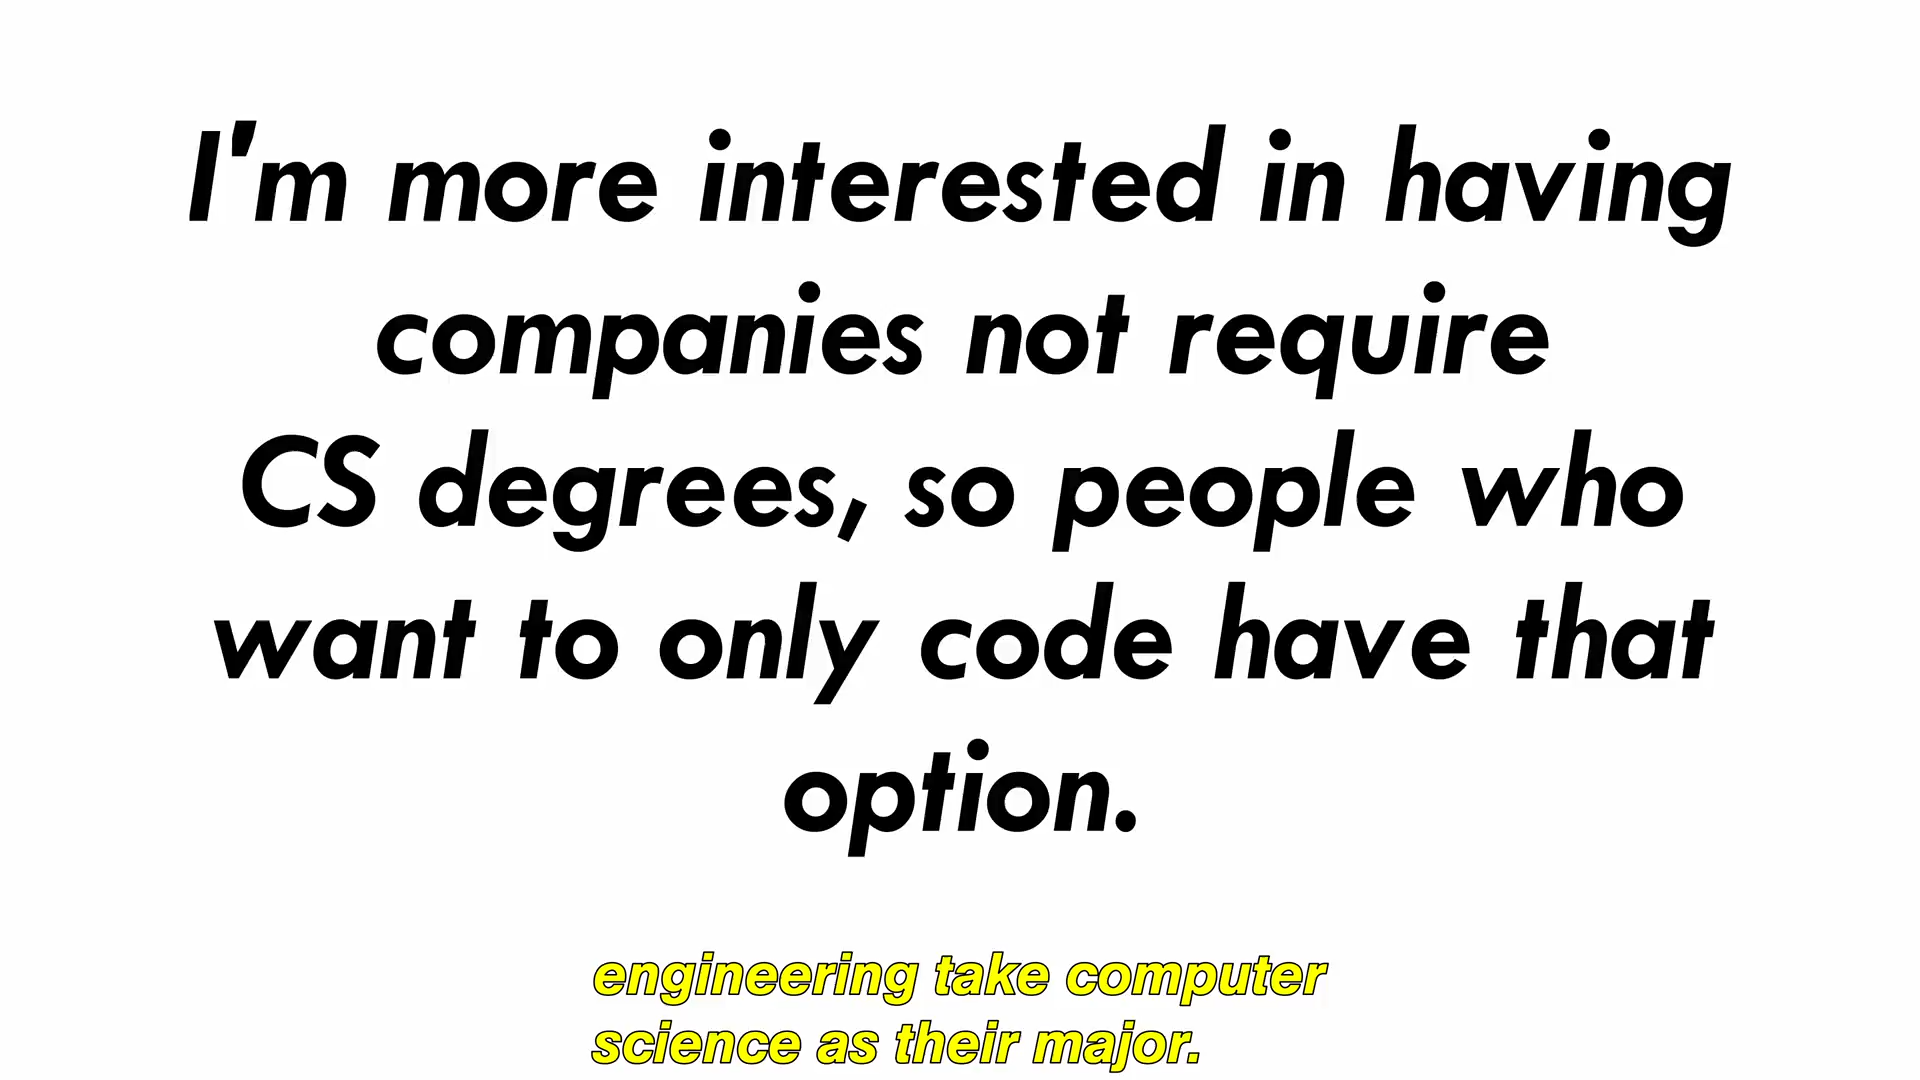 I'm more interested in having
companies not require
CS degrees, so people who
want to only code have that
option.
engineering take computer
science as their major.